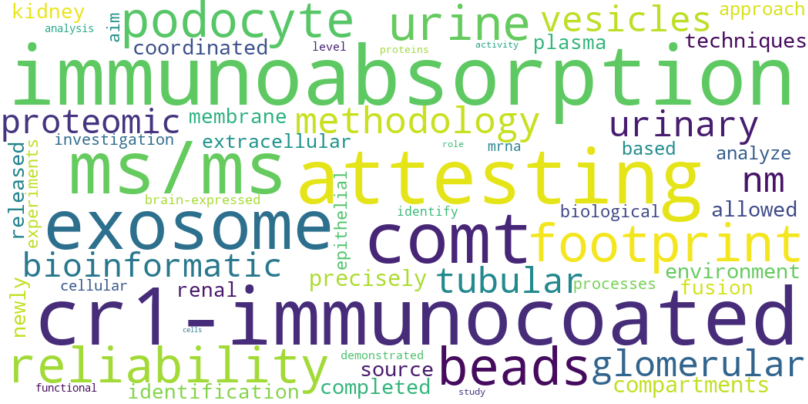 kidney podocyte urine vesicles approach
analysis aim coordinated level proteins activity plasma techniques
immunoabsorption
proteomic membrane methodology urinary
investigation extracellular role mrna based analyze
released experiments ms/ms attesting nm
brain-expressed epithelial identify biological allowed
exosome comt footprint
bioinformatic tubular environment
cellular renal precisely processes fusion
newly cr1-immunocoated
cells
reliability demonstrated source beads glomerular
functional identification completed study compartments